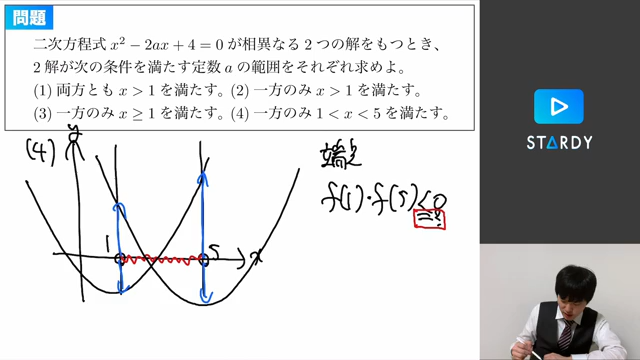 問題
二次方程式 x² − 2ax + 4 = 0 が相異なる 2 つの解をもつとき、
2 解が次の条件を満たす定数 a の範囲をそれぞれ求めよ。
(1) 両方とも x > 1 を満たす。(2) 一方のみ x > 1 を満たす。
(3) 一方のみ x ≥ 1 を満たす。(4) 一方のみ 1 < x < 5 を満たす。
(4)
y
端点
f(1)・f(5)<0
=?
1
5
x
STARDY